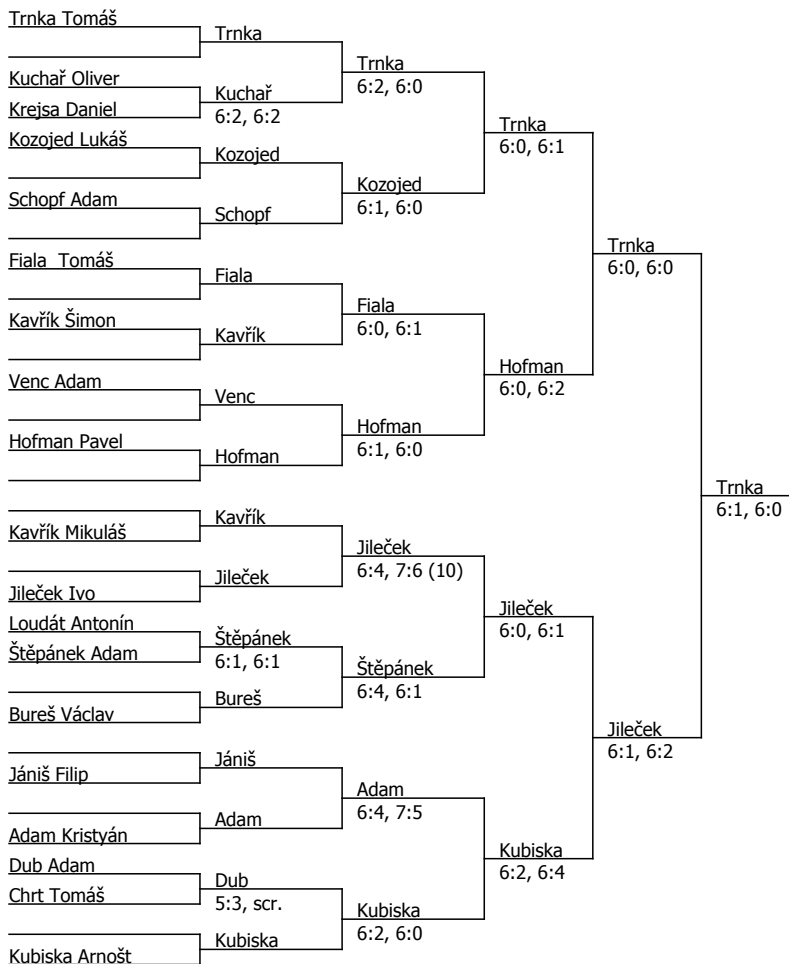 Trnka Tomáš
Trnka
Trnka
6:2, 6:0
Kuchař Oliver
Kuchař
6:2, 6:2
Krejsa Daniel
Trnka
6:0, 6:1
Kozojed Lukáš
Kozojed
Kozojed
6:1, 6:0
Schopf Adam
Schopf
Trnka
6:0, 6:0
Fiala  Tomáš
Fiala
Fiala
6:0, 6:1
Kavřík Šimon
Kavřík
Hofman
6:0, 6:2
Venc Adam
Venc
Hofman
6:1, 6:0
Hofman Pavel
Hofman
Trnka
6:1, 6:0
Kavřík
Kavřík Mikuláš
Jileček
6:4, 7:6 (10)
Jileček
Jileček Ivo
Jileček
6:0, 6:1
Loudát Antonín
Štěpánek
6:1, 6:1
Štěpánek Adam
Štěpánek
6:4, 6:1
Bureš
Bureš Václav
Jileček
6:1, 6:2
Jániš
Jániš Filip
Adam
6:4, 7:5
Adam
Adam Kristyán
Kubiska
6:2, 6:4
Dub Adam
Dub
5:3, scr.
Chrt Tomáš
Kubiska
6:2, 6:0
Kubiska
Kubiska Arnošt